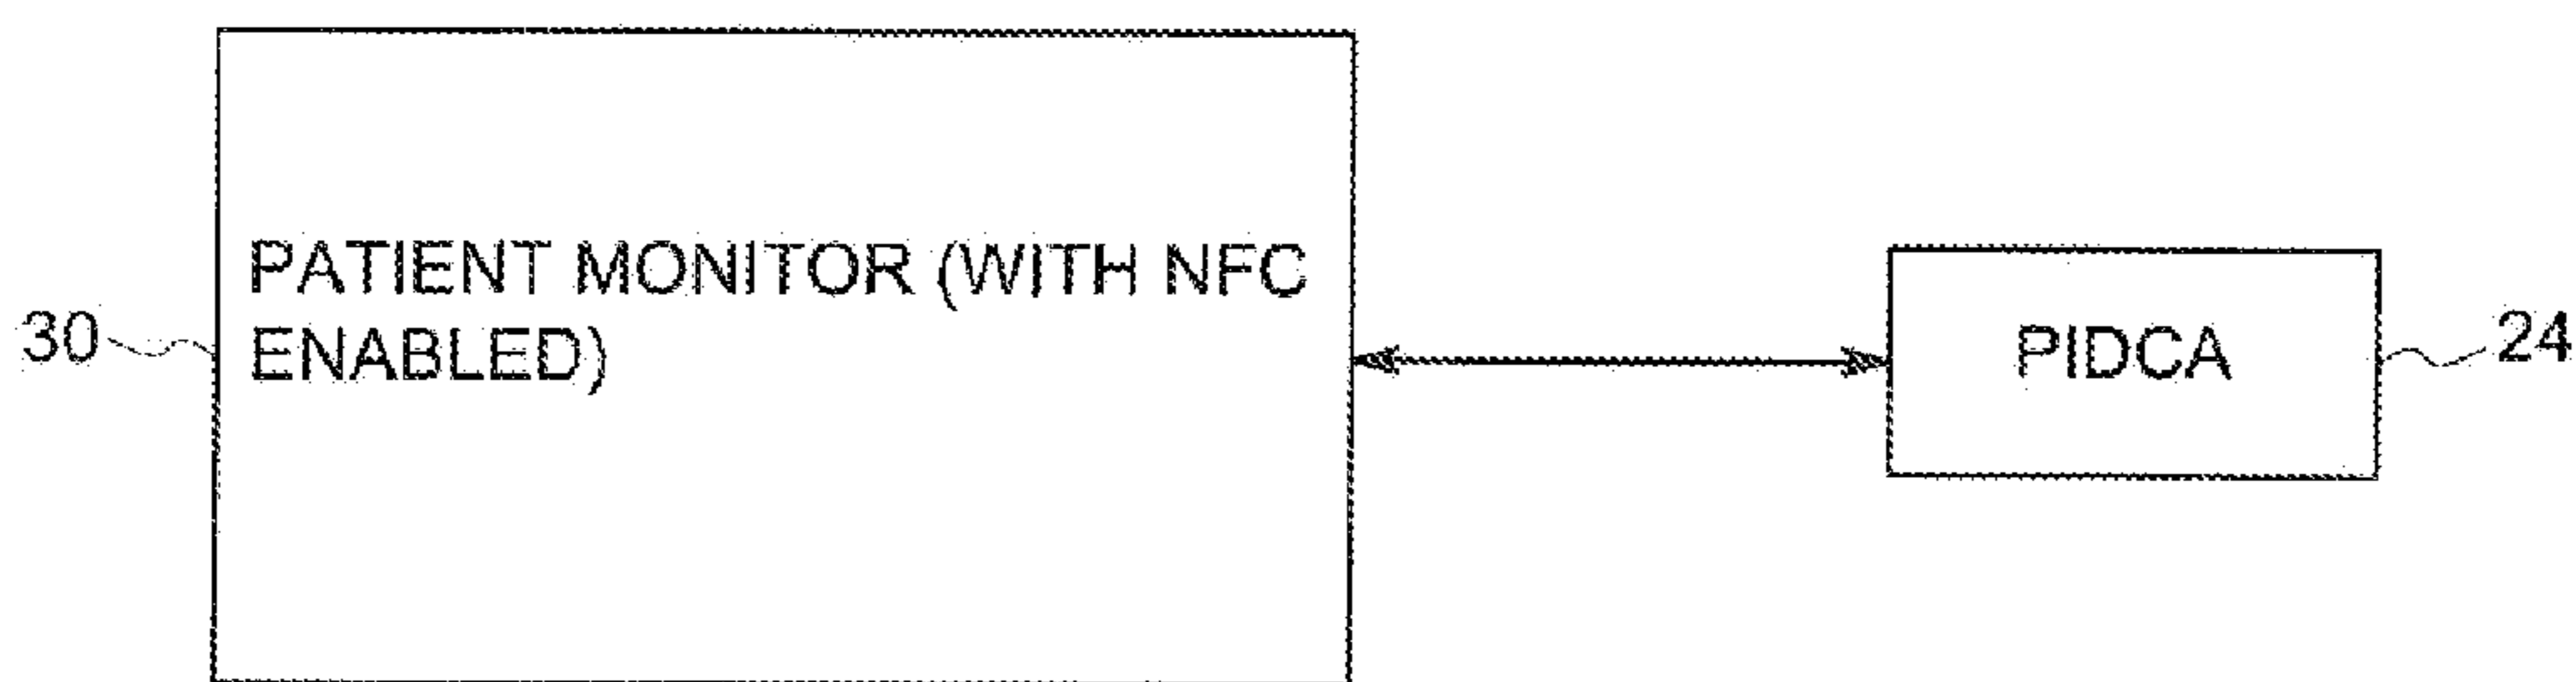 PATIENT MONITOR (WITH NFC
ENABLED)
30
PIDCA
24